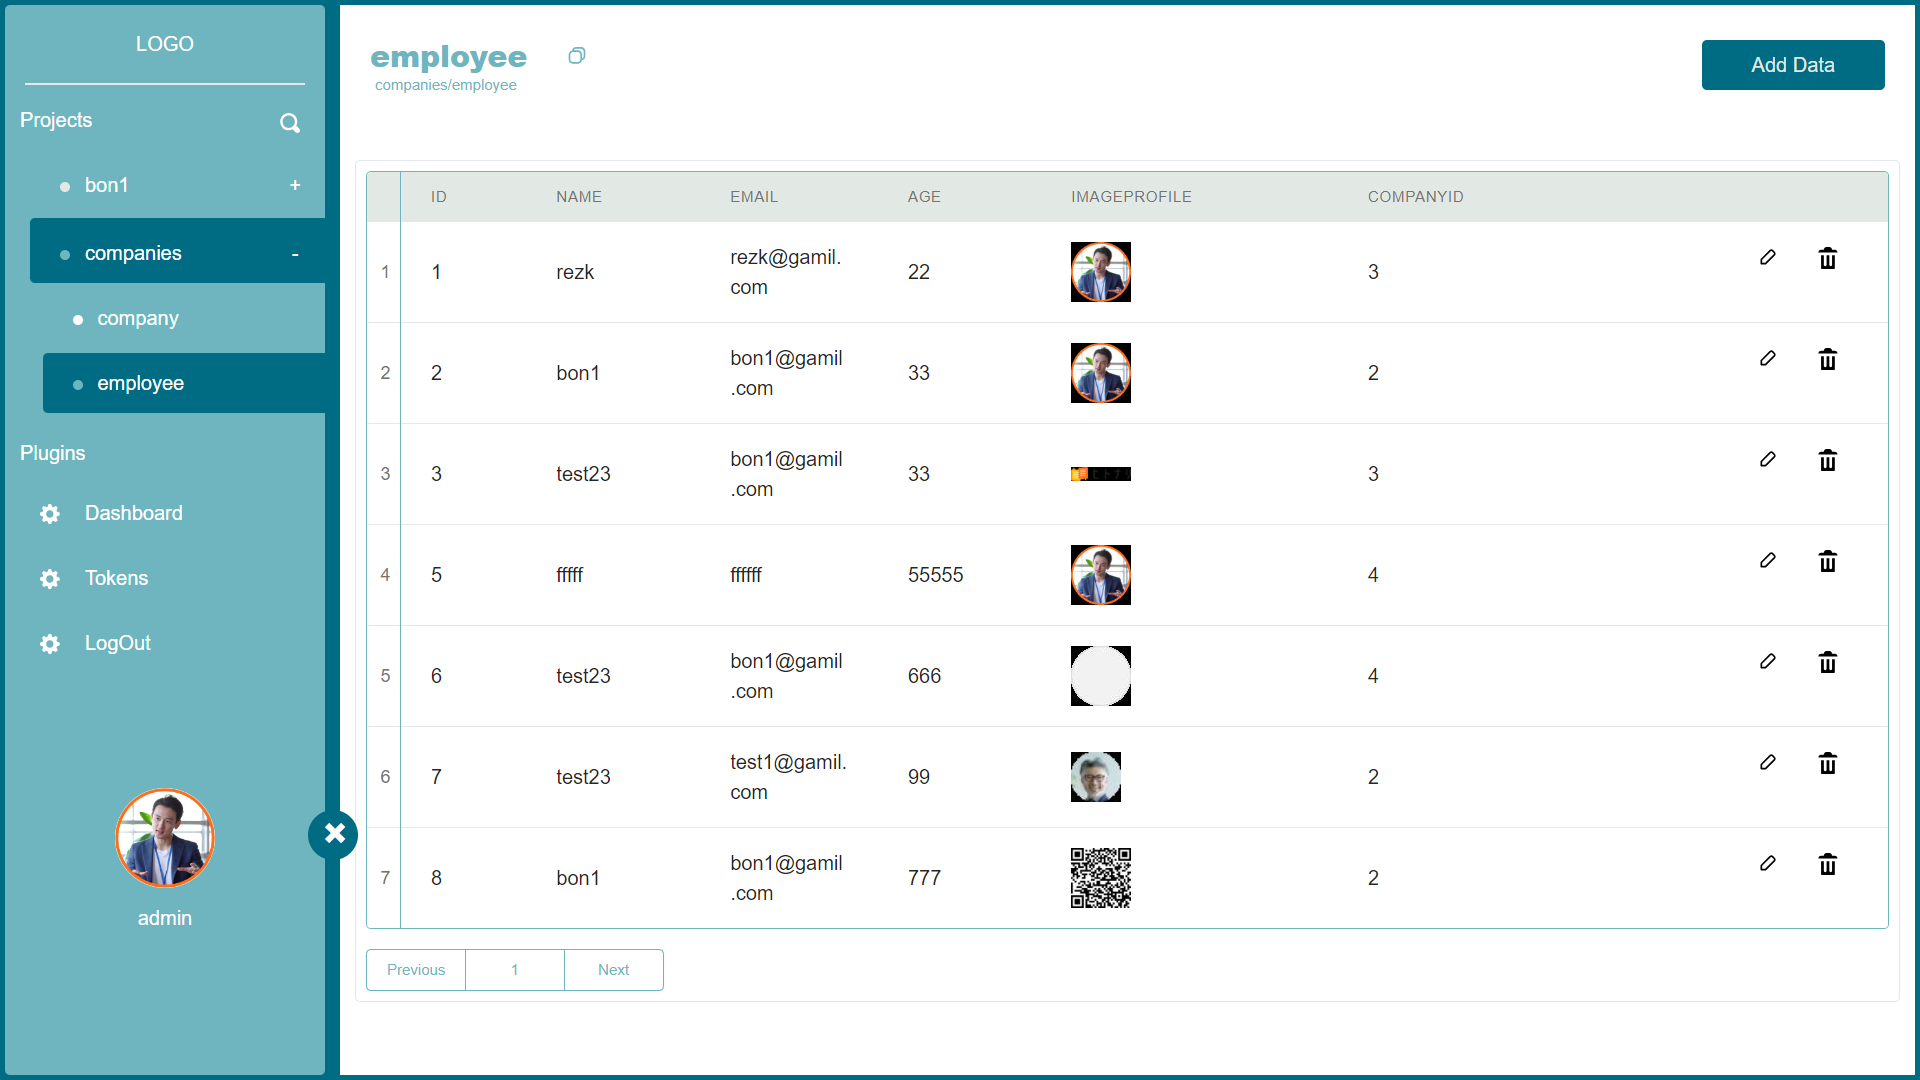 LOGO
Projects
bon1 +
companies -
company
employee
Plugins
Dashboard
Tokens
LogOut
admin
employee
companies/employee
Add Data
ID NAME EMAIL AGE IMAGEPROFILE COMPANYID
1 1 rezk rezk@gamil.
com 22 3
2 2 bon1 bon1@gamil
.com 33 2
3 3 test23 bon1@gamil
.com 33 3
4 5 fffff ffffff 55555 4
5 6 test23 bon1@gamil
.com 666 4
6 7 test23 test1@gamil.
com 99 2
7 8 bon1 bon1@gamil
.com 777 2
Previous 1 Next